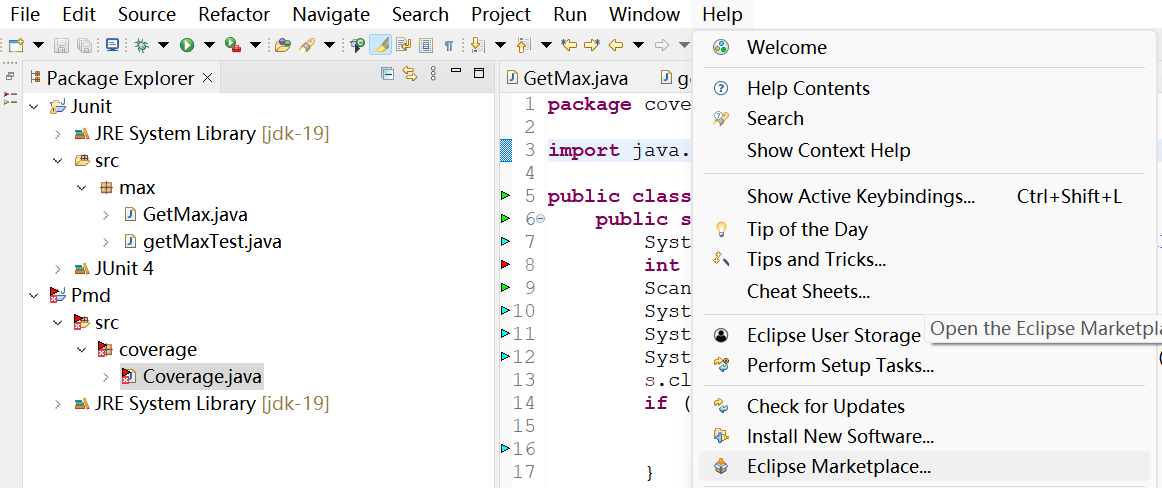 File Edit Source Refactor Navigate Search Project Run Window Help
Package Explorer
Junit
JRE System Library [jdk-19]
src
max
GetMax.java
getMaxTest.java
JUnit 4
Pmd
src
coverage
Coverage.java
JRE System Library [jdk-19]
GetMax.java
1 package cove
2
3 import java.
4
5 public class
6 public s
7 Syst
8 int
9 Scan
10 Syst
11 Syst
12 Syst
13 s.cl
14 if (
15
16
17 }
Welcome
Help Contents
Search
Show Context Help
Show Active Keybindings... Ctrl+Shift+L
Tip of the Day
Tips and Tricks...
Cheat Sheets...
Eclipse User Storage
Open the Eclipse Marketpla
Perform Setup Tasks...
Check for Updates
Install New Software...
Eclipse Marketplace...